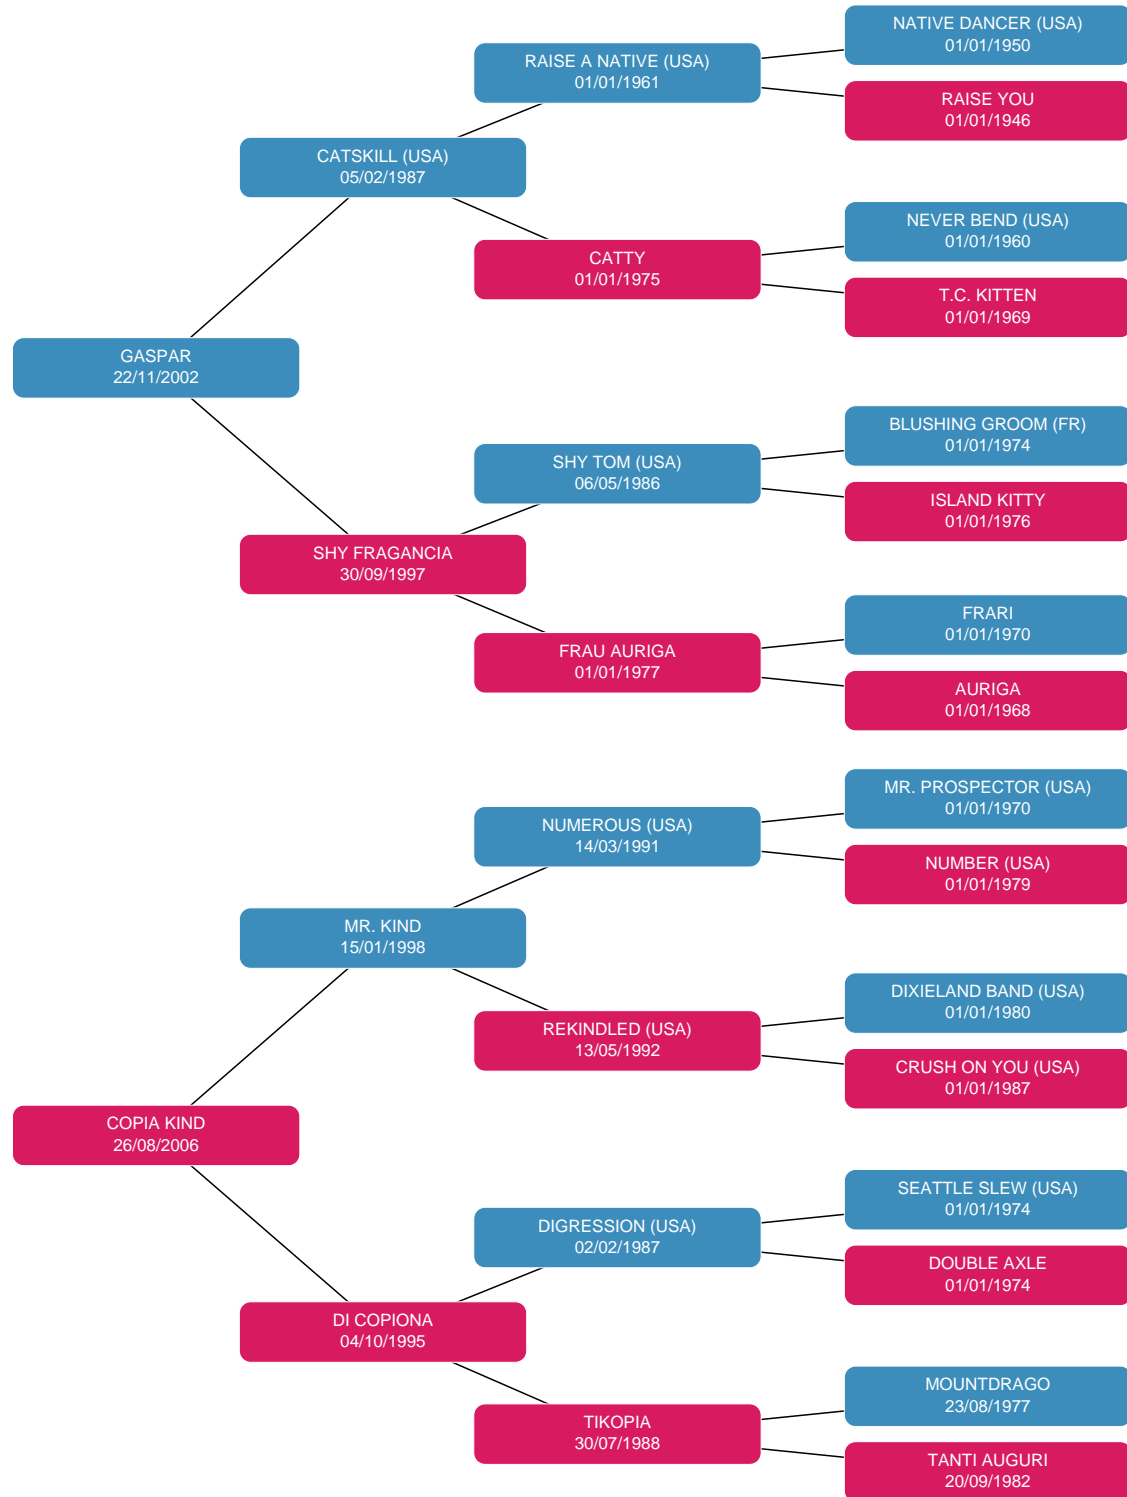 NATIVE DANCER (USA)
01/01/1950
RAISE A NATIVE (USA)
01/01/1961
RAISE YOU
01/01/1946
CATSKILL (USA)
05/02/1987
NEVER BEND (USA)
01/01/1960
CATTY
01/01/1975
T.C. KITTEN
01/01/1969
GASPAR
22/11/2002
BLUSHING GROOM (FR)
01/01/1974
SHY TOM (USA)
06/05/1986
ISLAND KITTY
01/01/1976
SHY FRAGANCIA
30/09/1997
FRARI
01/01/1970
FRAU AURIGA
01/01/1977
AURIGA
01/01/1968
MR. PROSPECTOR (USA)
01/01/1970
NUMEROUS (USA)
14/03/1991
NUMBER (USA)
01/01/1979
MR. KIND
15/01/1998
DIXIELAND BAND (USA)
01/01/1980
REKINDLED (USA)
13/05/1992
CRUSH ON YOU (USA)
01/01/1987
COPIA KIND
26/08/2006
SEATTLE SLEW (USA)
01/01/1974
DIGRESSION (USA)
02/02/1987
DOUBLE AXLE
01/01/1974
DI COPIONA
04/10/1995
MOUNTDRAGO
23/08/1977
TIKOPIA
30/07/1988
TANTI AUGURI
20/09/1982